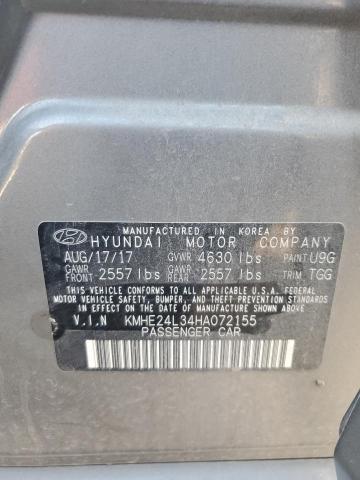 MANUFACTURED IN KOREA BY
HYUNDAI MOTOR COMPANY
AUG/17/17 GVWR 4630 lbs PAINT U9G
GAWR FRONT 2557 lbs GAWR REAR 2557 lbs TRIM TGG
THIS VEHICLE CONFORMS TO ALL APPLICABLE U.S.A. FEDERAL
MOTOR VEHICLE SAFETY, BUMPER, AND THEFT PREVENTION STANDARDS
IN EFFECT ON THE DATE OF MANUFACTURE SHOWN ABOVE.
V.I.N KMHE24L34HA072155
PASSENGER CAR